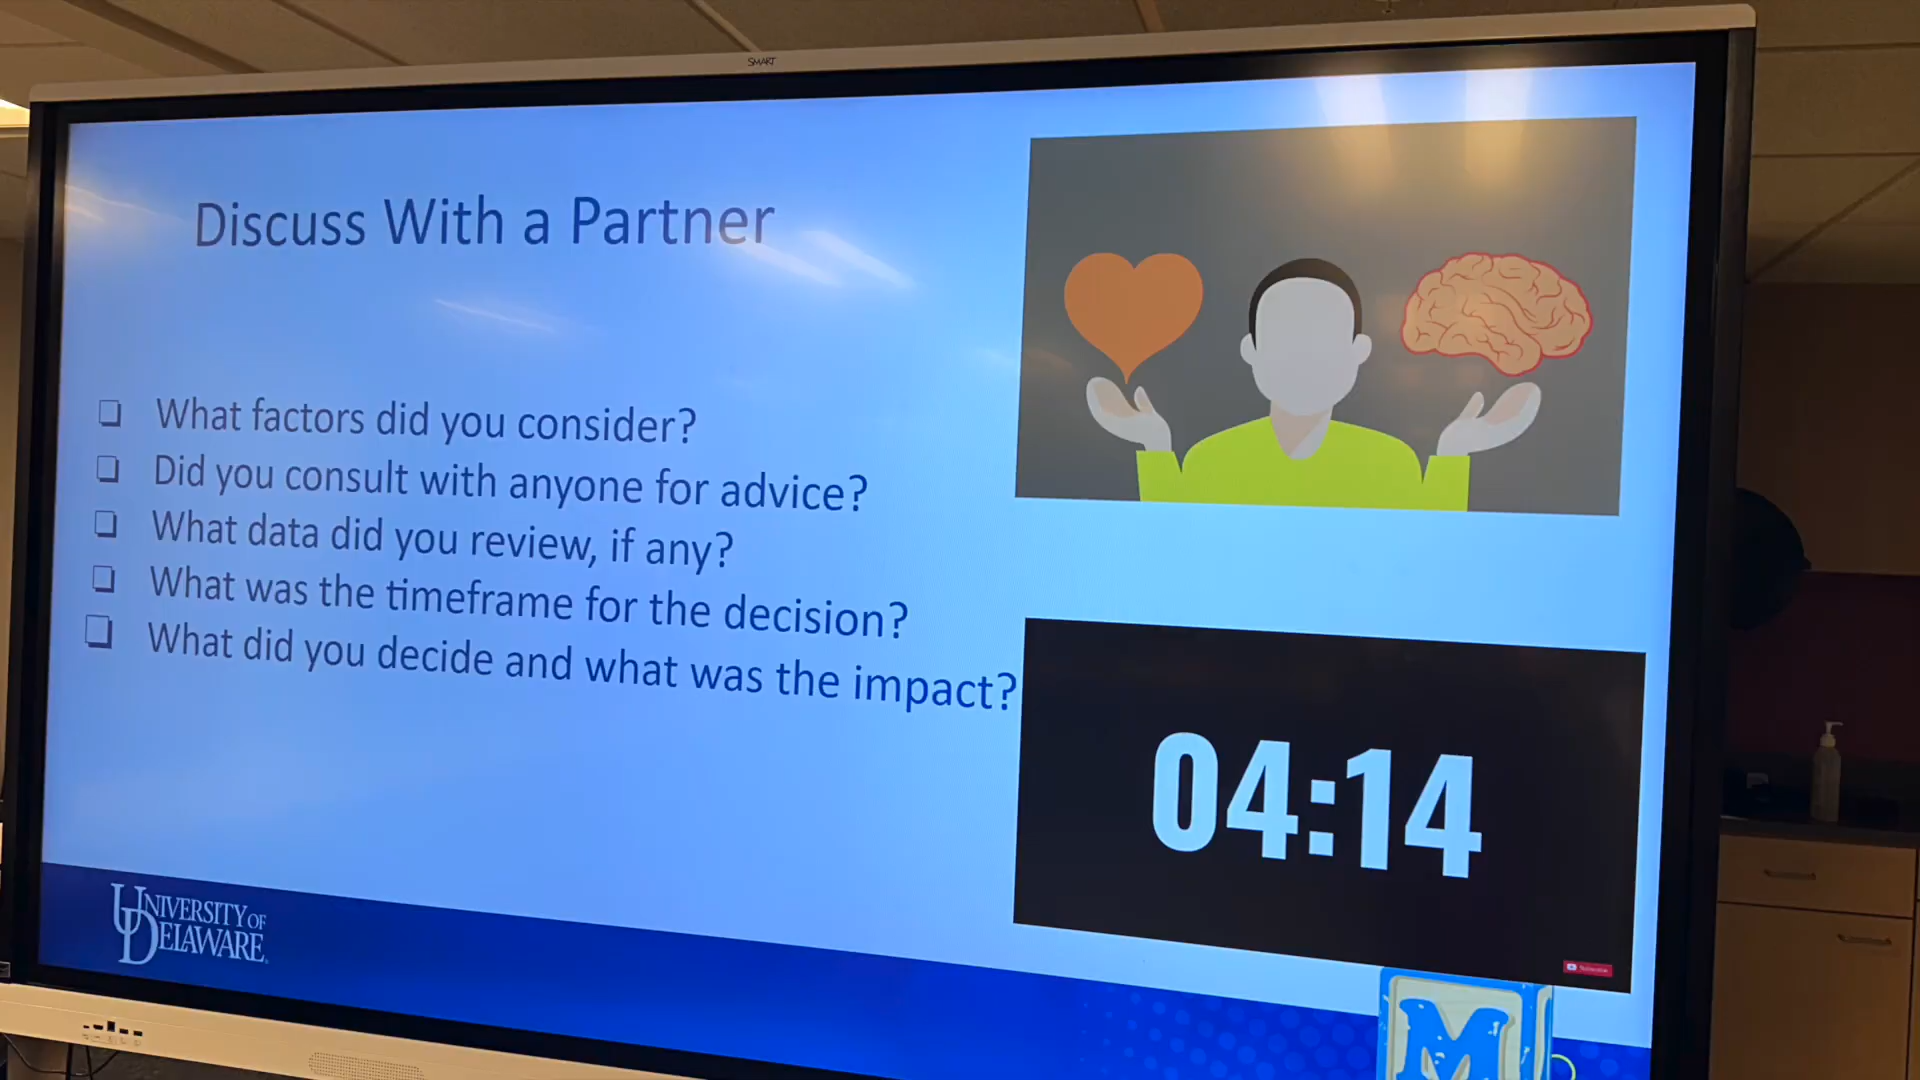 SMART
Discuss With a Partner
❏ What factors did you consider?
❏ Did you consult with anyone for advice?
❏ What data did you review, if any?
❏ What was the timeframe for the decision?
❏ What did you decide and what was the impact?
04:14
Subscribe
UNIVERSITY OF
DELAWARE
M